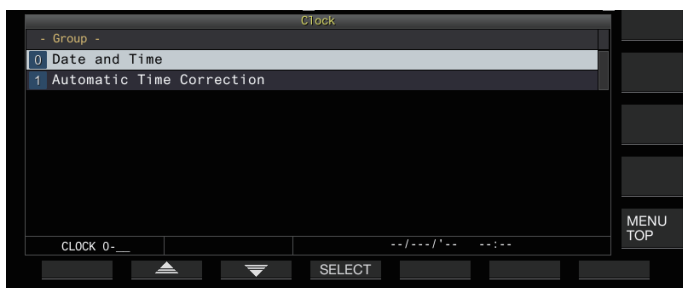 Clock
- Group -
0 Date and Time
1 Automatic Time Correction
MENU
TOP
CLOCK 0-__ --/---/'-- --:--
SELECT